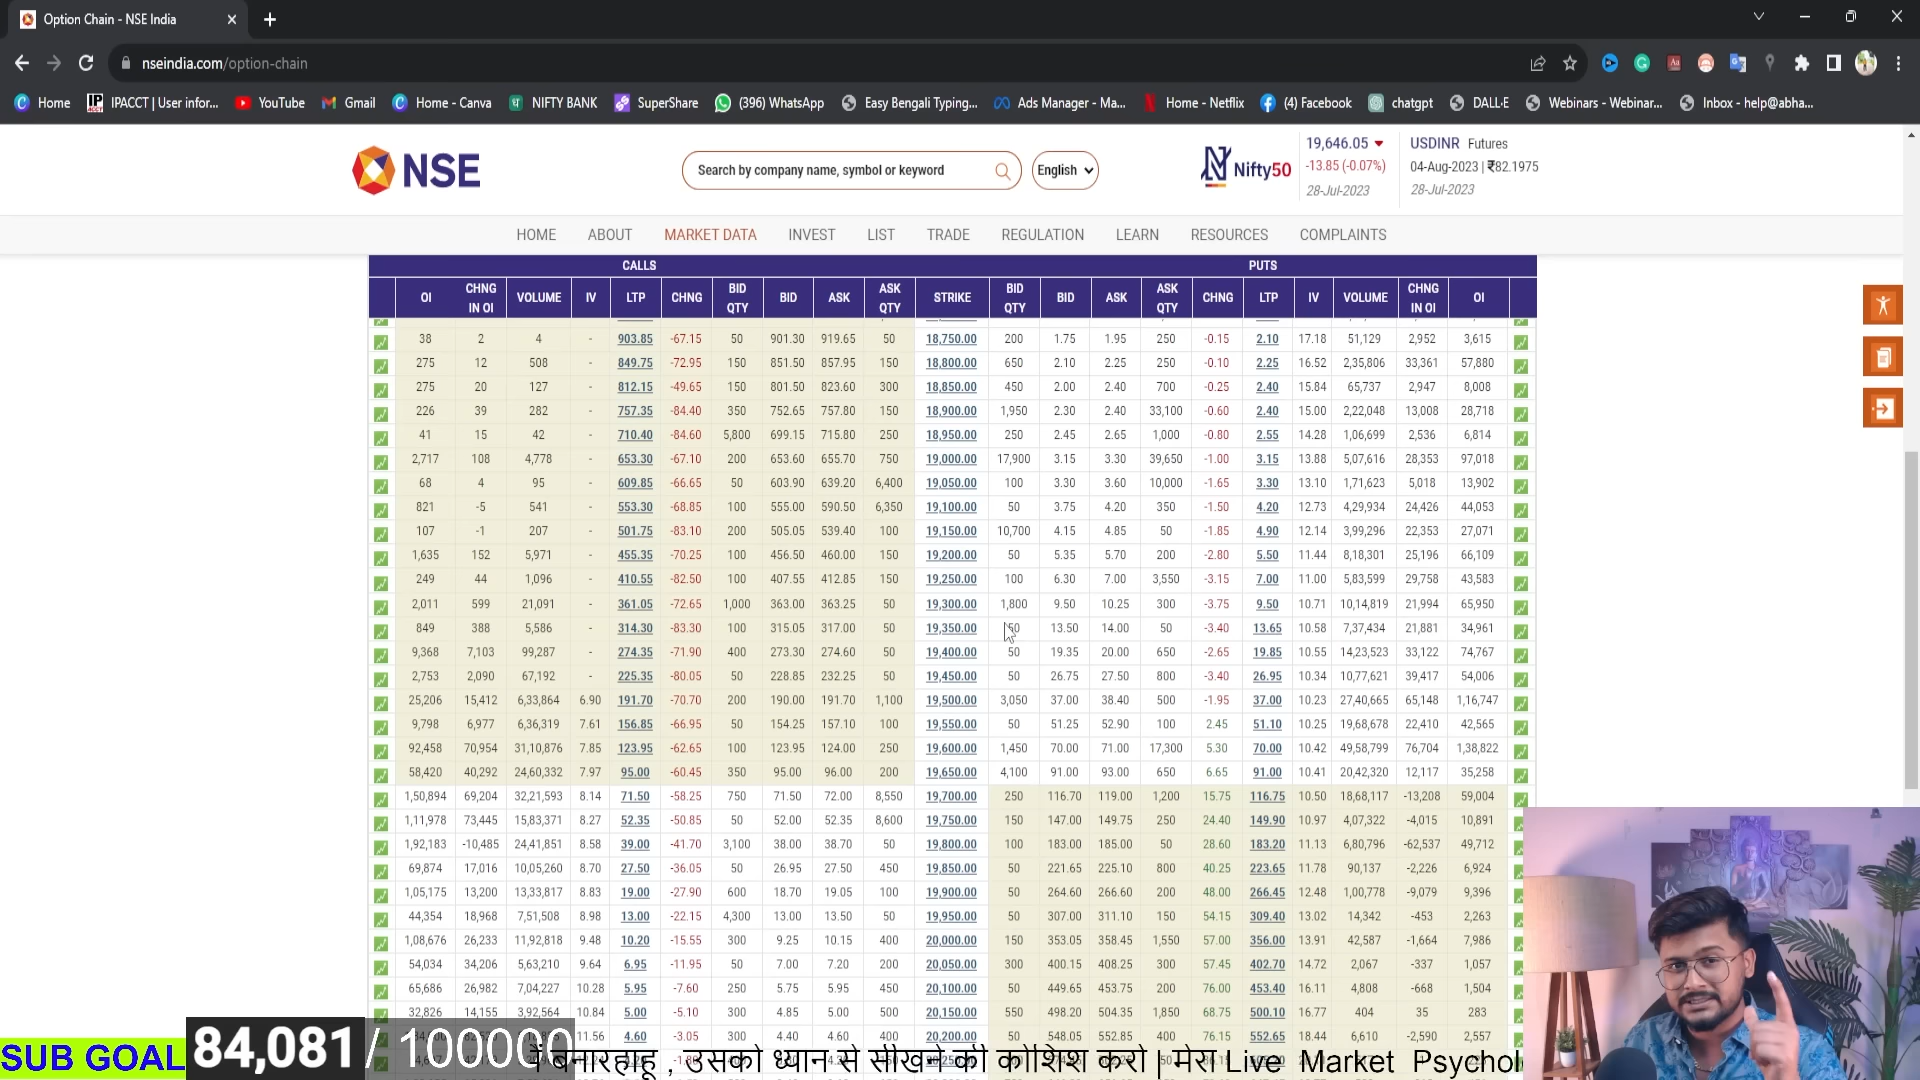 Option Chain - NSE India
nseindia.com/option-chain
Home IPACCT | User infor... YouTube Gmail Home - Canva NIFTY BANK SuperShare (396) WhatsApp Easy Bengali Typing... Ads Manager - Ma... Home - Netflix (4) Facebook chatgpt DALL·E Webinars - Webinar... Inbox - help@abha...
NSE Search by company name, symbol or keyword English Nifty50
19,646.05 USDINR Futures
-13.85 (-0.07%) 04-Aug-2023 | ₹82.1975
28-Jul-2023 28-Jul-2023
HOME ABOUT MARKET DATA INVEST LIST TRADE REGULATION LEARN RESOURCES COMPLAINTS
CALLS PUTS
OI CHNG IN OI VOLUME IV LTP CHNG BID QTY BID ASK ASK QTY STRIKE BID QTY BID ASK ASK QTY CHNG LTP IV VOLUME CHNG IN OI OI
38 2 4 - 903.85 -67.15 50 901.30 919.65 50 18,750.00 200 1.75 1.95 250 -0.15 2.10 17.18 51,129 2,952 3,615
275 12 508 - 849.75 -72.95 150 851.50 857.95 150 18,800.00 650 2.10 2.25 250 -0.10 2.25 16.52 2,35,806 33,361 57,880
275 20 127 - 812.15 -49.65 150 801.50 823.60 300 18,850.00 450 2.00 2.40 700 -0.25 2.40 15.84 65,737 2,947 8,008
226 39 282 - 757.35 -84.40 350 752.65 757.80 150 18,900.00 1,950 2.30 2.40 33,100 -0.60 2.40 15.00 2,22,048 13,008 28,718
41 15 42 - 710.40 -84.60 5,800 699.15 715.80 250 18,950.00 250 2.45 2.65 1,000 -0.80 2.55 14.28 1,06,699 2,536 6,814
2,717 108 4,778 - 653.30 -67.10 200 653.60 655.70 750 19,000.00 17,900 3.15 3.30 39,650 -1.00 3.15 13.88 5,07,616 28,353 97,018
68 4 95 - 609.85 -66.65 50 603.90 639.20 6,400 19,050.00 100 3.30 3.60 10,000 -1.65 3.30 13.10 1,71,623 5,018 13,902
821 -5 541 - 553.30 -68.85 100 555.00 590.50 6,350 19,100.00 50 3.75 4.20 350 -1.50 4.20 12.73 4,29,934 24,426 44,053
107 -1 207 - 501.75 -83.10 200 505.05 539.40 100 19,150.00 10,700 4.15 4.85 50 -1.85 4.90 12.14 3,99,296 22,353 27,071
1,635 152 5,971 - 455.35 -70.25 100 456.50 460.00 150 19,200.00 50 5.35 5.70 200 -2.80 5.50 11.44 8,18,301 25,196 66,109
249 44 1,096 - 410.55 -82.50 100 407.55 412.85 150 19,250.00 100 6.30 7.00 3,550 -3.15 7.00 11.00 5,83,599 29,758 43,583
2,011 599 21,091 - 361.05 -72.65 1,000 363.00 363.25 50 19,300.00 1,800 9.50 10.25 300 -3.75 9.50 10.71 10,14,819 21,994 65,950
849 388 5,586 - 314.30 -83.30 100 315.05 317.00 50 19,350.00 13.50 14.00 50 -3.40 13.65 10.58 7,37,434 21,881 34,961
9,368 7,103 99,287 - 274.35 -71.90 400 273.30 274.60 50 19,400.00 50 19.35 20.00 650 -2.65 19.85 10.55 14,23,523 33,122 74,767
2,753 2,090 67,192 - 225.35 -80.05 50 228.85 232.25 50 19,450.00 50 26.75 27.50 800 -3.40 26.95 10.34 10,77,621 39,417 54,006
25,206 15,412 6,33,864 6.90 191.70 -70.70 200 190.00 191.70 1,100 19,500.00 3,050 37.00 38.40 500 -1.95 37.00 10.23 27,40,665 65,148 1,16,747
9,798 6,977 6,36,319 7.61 156.85 -66.95 50 154.25 157.10 100 19,550.00 50 51.25 52.90 100 2.45 51.10 10.25 19,68,678 22,410 42,565
92,458 70,954 31,10,876 7.85 123.95 -62.65 100 123.95 124.00 250 19,600.00 1,450 70.00 71.00 17,300 5.30 70.00 10.42 49,58,799 76,704 1,38,822
58,420 40,292 24,60,332 7.97 95.00 -60.45 350 95.00 96.00 200 19,650.00 4,100 91.00 93.00 650 6.65 91.00 10.41 20,42,320 12,117 35,258
1,50,894 69,204 32,21,593 8.14 71.50 -58.25 750 71.50 72.00 8,550 19,700.00 250 116.70 119.00 1,200 15.75 116.75 10.50 18,68,117 -13,208 59,004
1,11,978 73,445 15,83,371 8.27 52.35 -50.85 50 52.00 52.35 8,600 19,750.00 150 147.00 149.75 250 24.40 149.90 10.97 4,07,322 -4,015 10,891
1,92,183 -10,485 24,41,851 8.58 39.00 -41.70 3,100 38.00 38.70 50 19,800.00 100 183.00 185.00 50 28.60 183.20 11.13 6,80,796 -62,537 49,712
69,874 17,016 10,05,260 8.70 27.50 -36.05 50 26.95 27.50 450 19,850.00 50 221.65 225.10 800 40.25 223.65 11.78 90,137 -2,226 6,924
1,05,175 13,200 13,33,817 8.83 19.00 -27.90 600 18.70 19.05 100 19,900.00 50 264.60 266.60 200 48.00 266.45 12.48 1,00,778 -9,079 9,396
44,354 18,968 7,51,508 8.98 13.00 -22.15 4,300 13.00 13.50 50 19,950.00 50 307.00 311.10 150 54.15 309.40 13.02 14,342 -453 2,263
1,08,676 26,233 11,92,818 9.48 10.20 -15.55 300 9.25 10.15 400 20,000.00 150 353.05 358.45 1,550 57.00 356.00 13.91 42,587 -1,664 7,986
54,034 34,206 5,63,210 9.64 6.95 -11.95 50 7.00 7.20 200 20,050.00 300 400.15 408.25 300 57.45 402.70 14.72 2,067 -337 1,057
65,686 26,982 7,04,227 10.28 5.95 -7.60 250 5.75 5.95 450 20,100.00 50 449.65 453.75 200 76.00 453.40 16.11 4,808 -668 1,504
32,826 14,155 3,92,564 10.84 5.00 -5.10 300 4.85 5.00 500 20,150.00 550 498.20 504.35 1,850 68.75 500.10 16.77 404 35 283
11.56 4.60 -3.05 300 4.40 4.60 400 20,200.00 50 548.05 552.85 400 76.15 552.65 18.44 6,610 -2,590 2,557
SUB GOAL 84,081 / 100000
बनारहाहू , उसको ध्यान से सीखने की कोशिश करो | मेरा Live Market Psychol